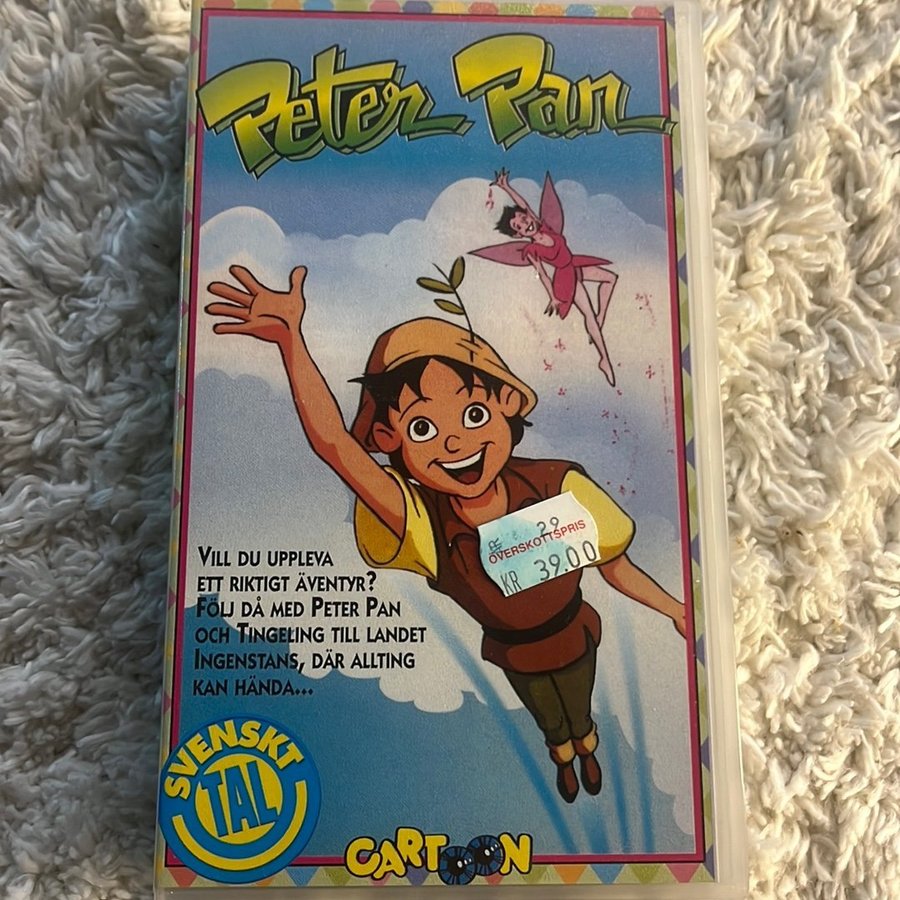 Peter Pan
KR 29
ÖVERSKOTTSPRIS
KR 39.00
VILL DU UPPLEVA
ETT RIKTIGT ÄVENTYR?
FÖLJ DÅ MED PETER PAN
OCH TINGELING TILL LANDET
INGENSTANS, DÄR ALLTING
KAN HÄNDA...
SVENSKT
TAL
CARTOON